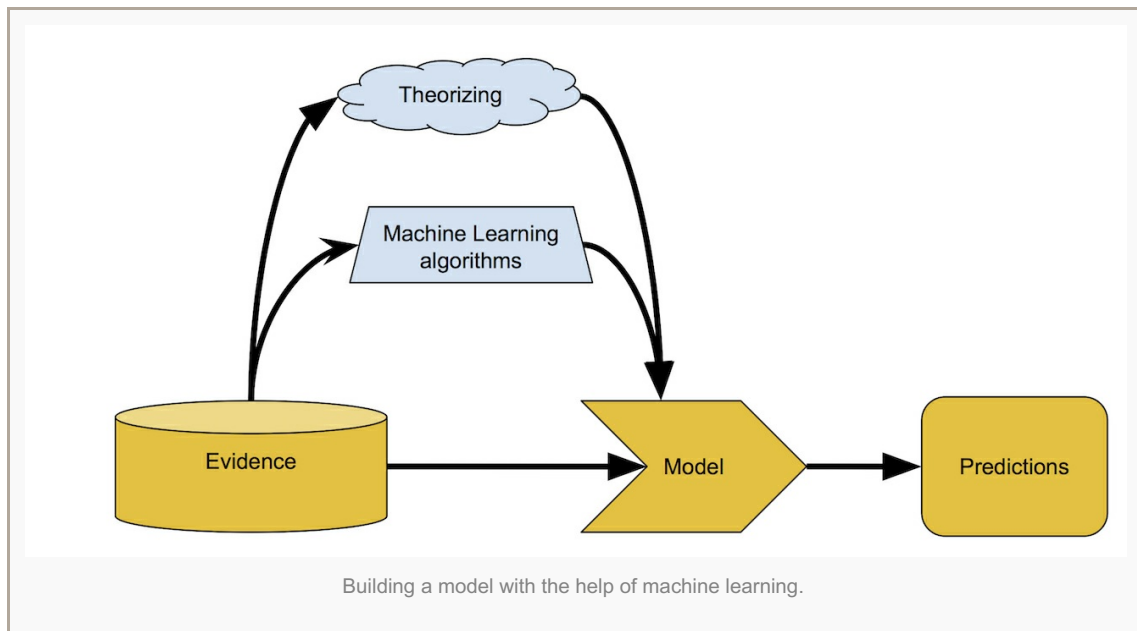 Theorizing
Machine Learning
algorithms
Evidence
Model
Predictions
Building a model with the help of machine learning.